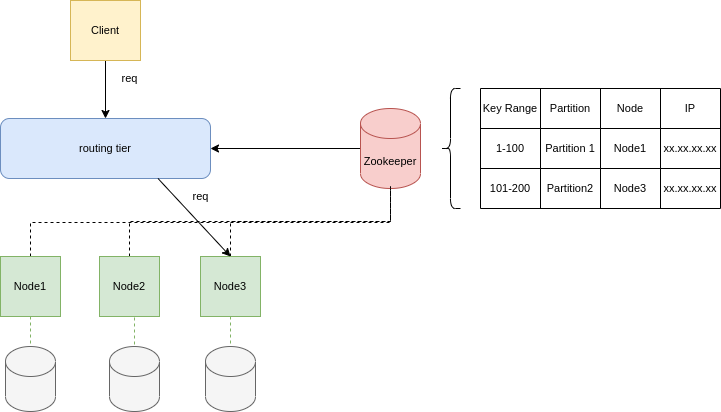 Client
req
routing tier
Zookeeper
Key Range Partition Node IP
1-100 Partition 1 Node1 xx.xx.xx.xx
101-200 Partition2 Node3 xx.xx.xx.xx
req
Node1 Node2 Node3